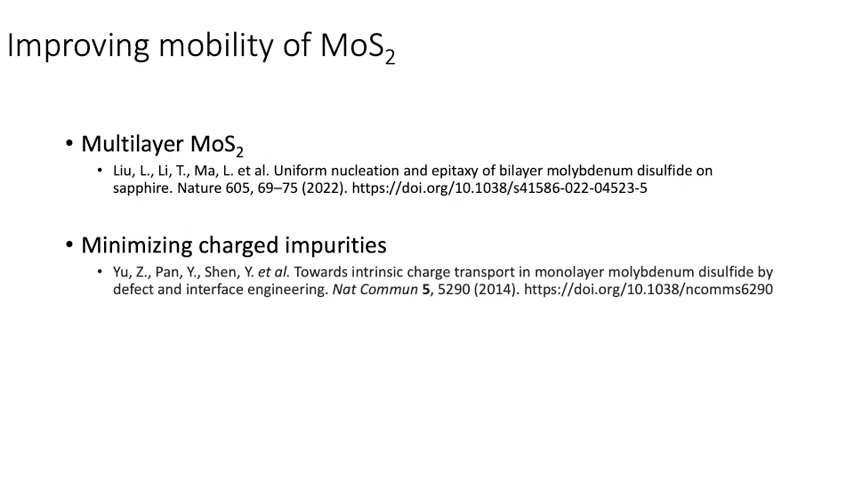 Improving mobility of MoS₂
• Multilayer MoS₂
• Liu, L., Li, T., Ma, L. et al. Uniform nucleation and epitaxy of bilayer molybdenum disulfide on
sapphire. Nature 605, 69–75 (2022). https://doi.org/10.1038/s41586-022-04523-5
• Minimizing charged impurities
• Yu, Z., Pan, Y., Shen, Y. et al. Towards intrinsic charge transport in monolayer molybdenum disulfide by
defect and interface engineering. Nat Commun 5, 5290 (2014). https://doi.org/10.1038/ncomms6290